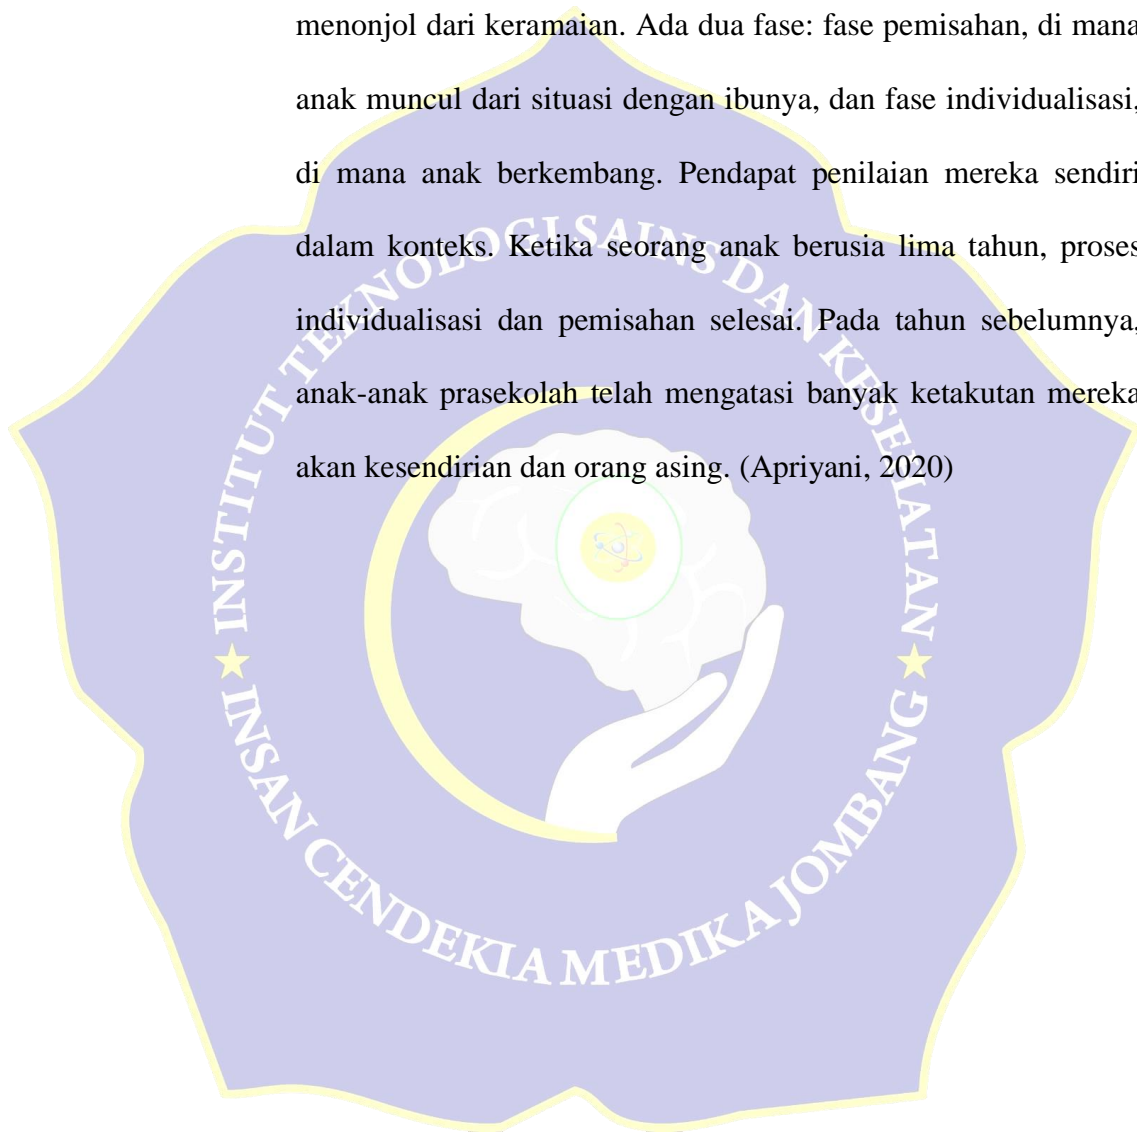 menonjol dari keramaian. Ada dua fase: fase pemisahan, di mana
anak muncul dari situasi dengan ibunya, dan fase individualisasi,
di mana anak berkembang. Pendapat penilaian mereka sendiri
dalam konteks. Ketika seorang anak berusia lima tahun, proses
individualisasi dan pemisahan selesai. Pada tahun sebelumnya,
anak-anak prasekolah telah mengatasi banyak ketakutan mereka
akan kesendirian dan orang asing. (Apriyani, 2020)
INSTITUT TEKNOLOGI SAINS DAN KESEHATAN
INSAN CENDEKIA MEDIKA JOMBANG